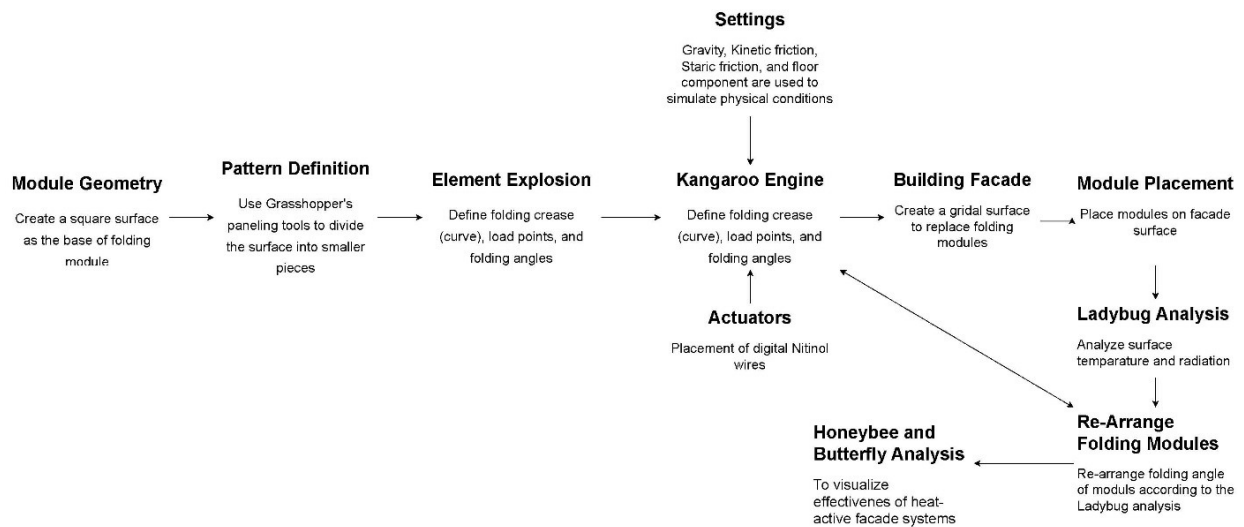 Settings
Gravity, Kinetic friction,
Staric friction, and floor
component are used to
simulate physical conditions
Module Geometry
Create a square surface
as the base of folding
module
Pattern Definition
Use Grasshopper's
paneling tools to divide
the surface into smaller
pieces
Element Explosion
Define folding crease
(curve), load points, and
folding angles
Kangaroo Engine
Define folding crease
(curve), load points, and
folding angles
Building Facade
Create a gridal surface
to replace folding
modules
Module Placement
Place modules on facade
surface
Actuators
Placement of digital Nitinol
wires
Ladybug Analysis
Analyze surface
temparature and radiation
Re-Arrange
Folding Modules
Re-arrange folding angle
of moduls according to the
Ladybug analysis
Honeybee and
Butterfly Analysis
To visualize
effectivenes of heat-
active facade systems